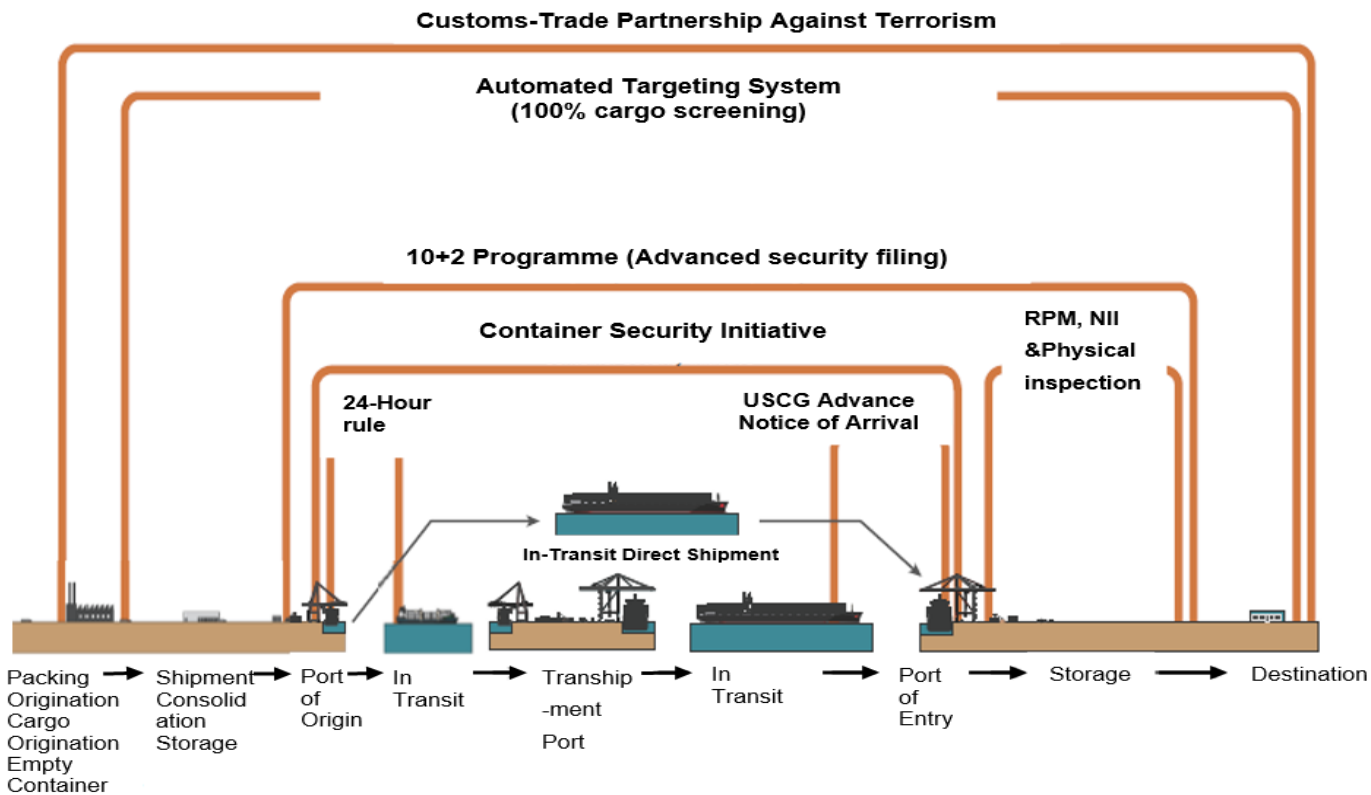 Customs-Trade Partnership Against Terrorism
Automated Targeting System
(100% cargo screening)
10+2 Programme (Advanced security filing)
Container Security Initiative
RPM, NII
&Physical
inspection
24-Hour
rule
USCG Advance
Notice of Arrival
In-Transit Direct Shipment
Packing
Origination
Cargo
Origination
Empty
Container
Shipment
Consolid
ation
Storage
Port
of
Origin
In
Transit
Tranship
-ment
Port
In
Transit
Port
of
Entry
Storage
Destination